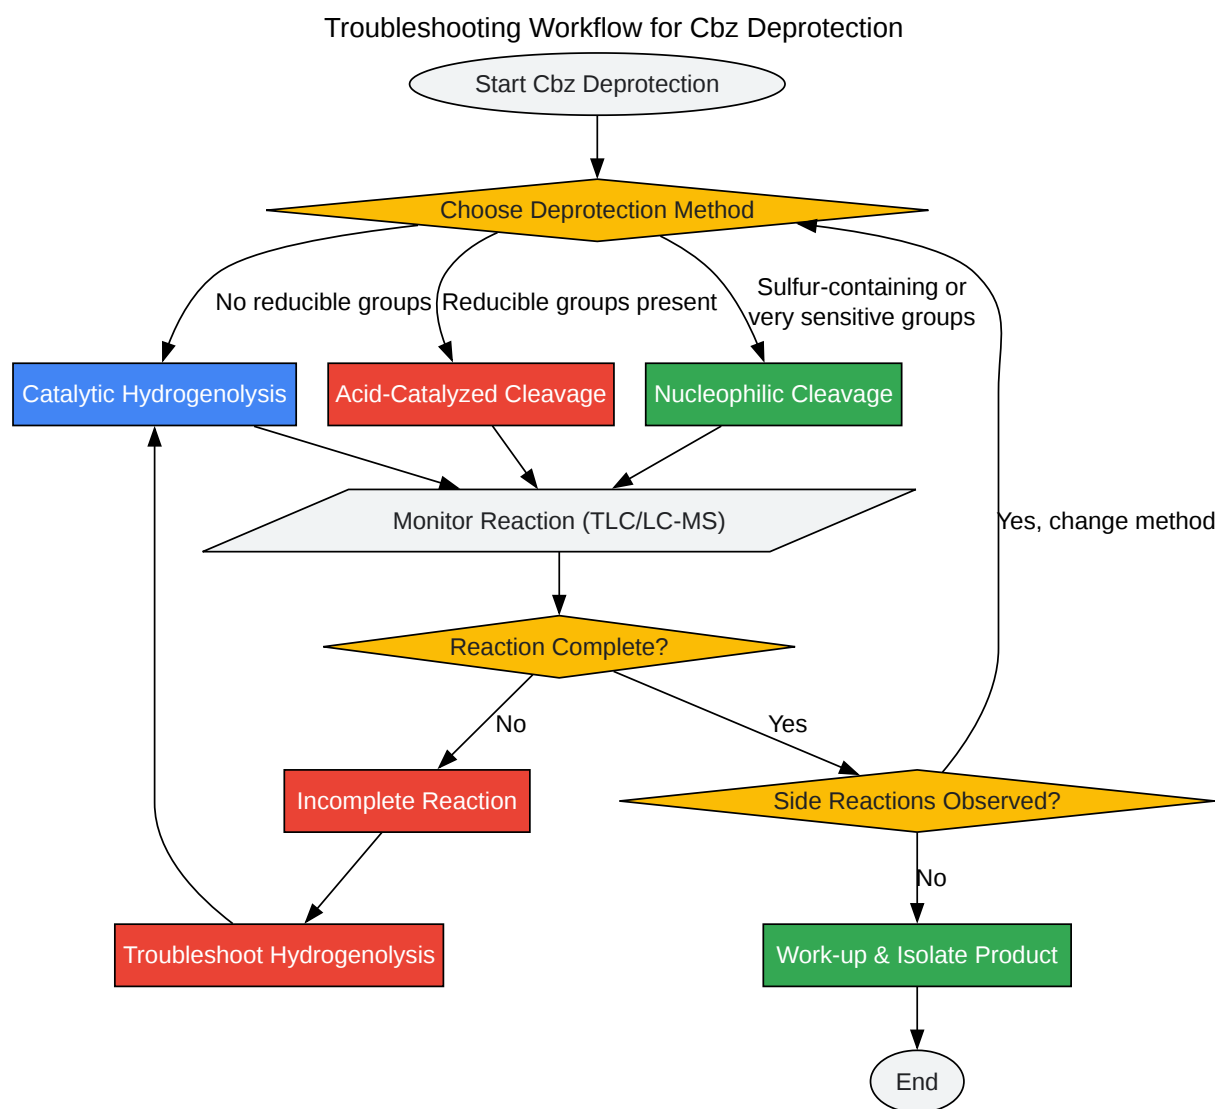 Troubleshooting Workflow for Cbz Deprotection
Start Cbz Deprotection
Choose Deprotection Method
No reducible groups
Reducible groups present
Sulfur-containing or
very sensitive groups
Catalytic Hydrogenolysis
Acid-Catalyzed Cleavage
Nucleophilic Cleavage
Monitor Reaction (TLC/LC-MS)
Yes, change method
Reaction Complete?
No
Yes
Incomplete Reaction
Side Reactions Observed?
No
Troubleshoot Hydrogenolysis
Work-up & Isolate Product
End